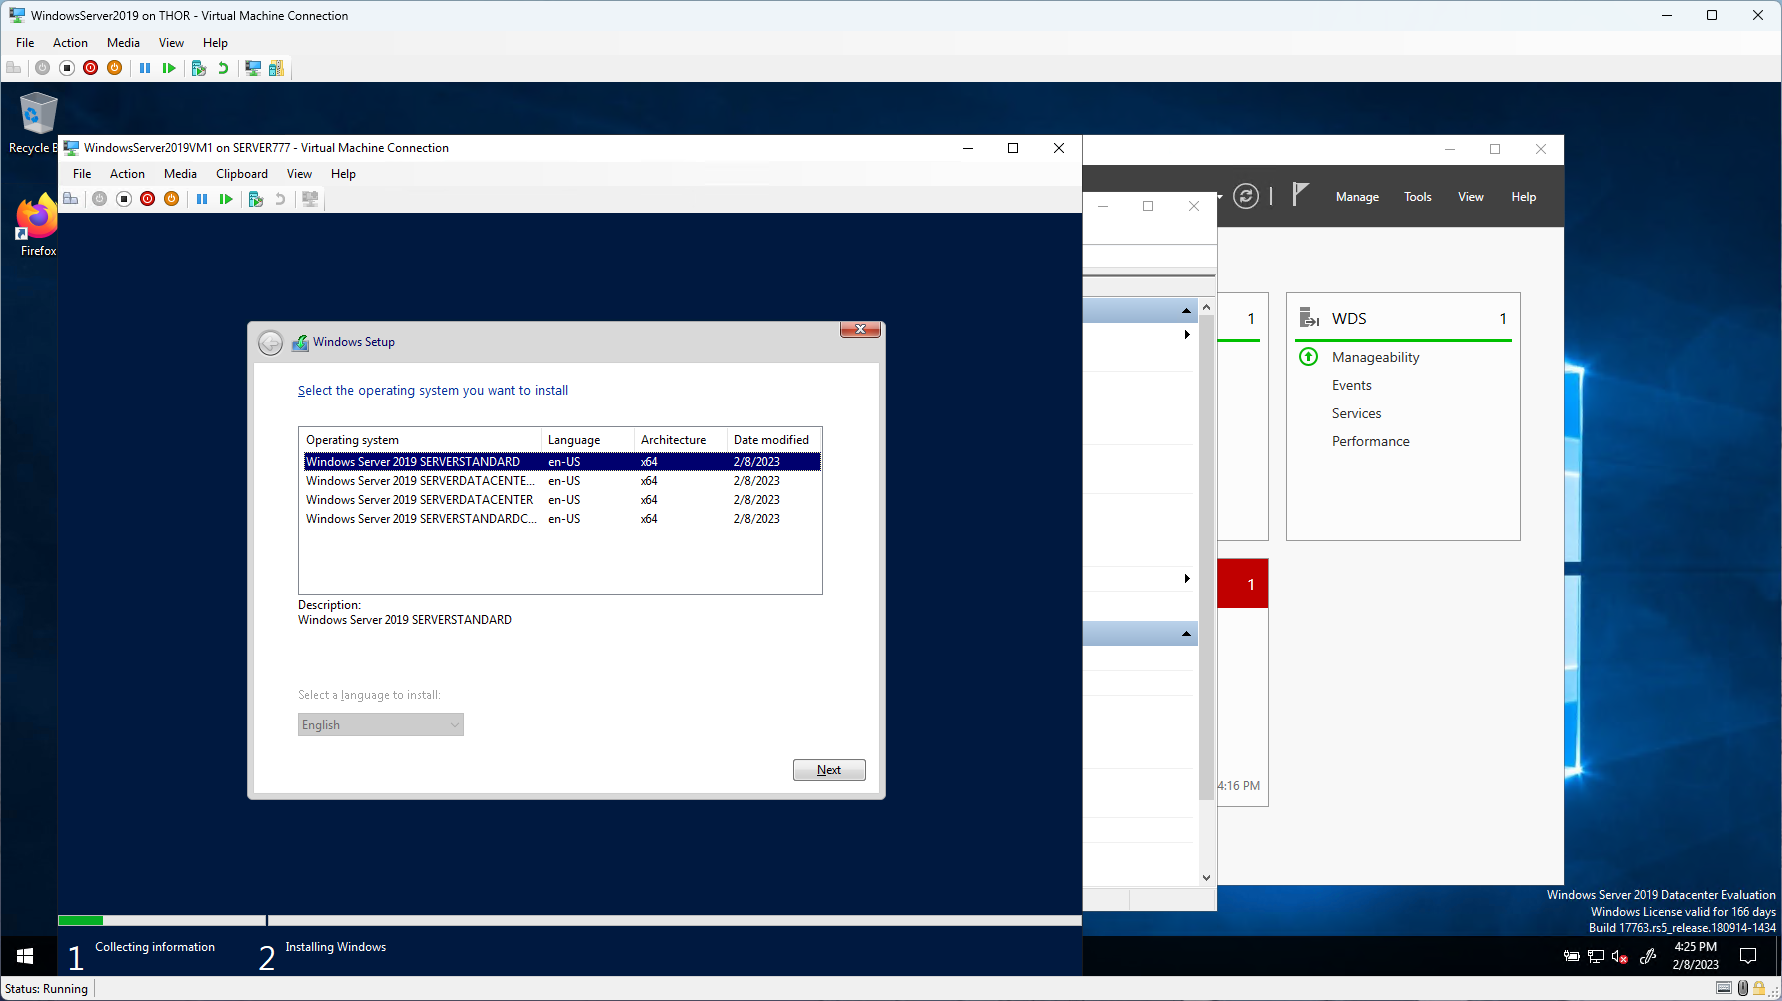 WindowsServer2019 on THOR - Virtual Machine Connection
File Action Media View Help
Recycle B
Firefox
WindowsServer2019VM1 on SERVER777 - Virtual Machine Connection
File Action Media Clipboard View Help
Manage Tools View Help
Windows Setup
Select the operating system you want to install
Operating system Language Architecture Date modified
Windows Server 2019 SERVERSTANDARD en-US x64 2/8/2023
Windows Server 2019 SERVERDATACENTE... en-US x64 2/8/2023
Windows Server 2019 SERVERDATACENTER en-US x64 2/8/2023
Windows Server 2019 SERVERSTANDARDC... en-US x64 2/8/2023
Description:
Windows Server 2019 SERVERSTANDARD
Select a language to install:
English
Next
1 Collecting information 2 Installing Windows
1
WDS 1
Manageability
Events
Services
Performance
1
4:16 PM
Windows Server 2019 Datacenter Evaluation
Windows License valid for 166 days
Build 17763.rs5_release.180914-1434
4:25 PM
2/8/2023
Status: Running